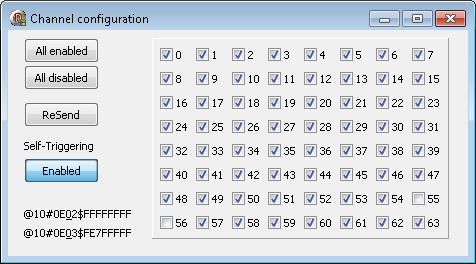 Channel configuration
All enabled
All disabled
ReSend
Self-Triggering
Enabled
@10#0E02$FFFFFFFF
@10#0E03$FE7FFFFF
0 1 2 3 4 5 6 7
8 9 10 11 12 13 14 15
16 17 18 19 20 21 22 23
24 25 26 27 28 29 30 31
32 33 34 35 36 37 38 39
40 41 42 43 44 45 46 47
48 49 50 51 52 53 54 55
56 57 58 59 60 61 62 63